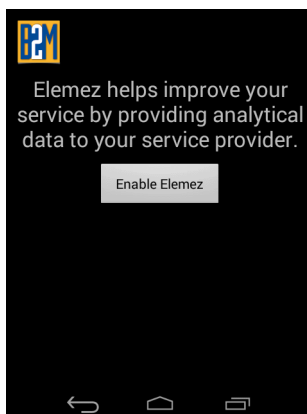 B2M
Elemez helps improve your
service by providing analytical
data to your service provider.
Enable Elemez